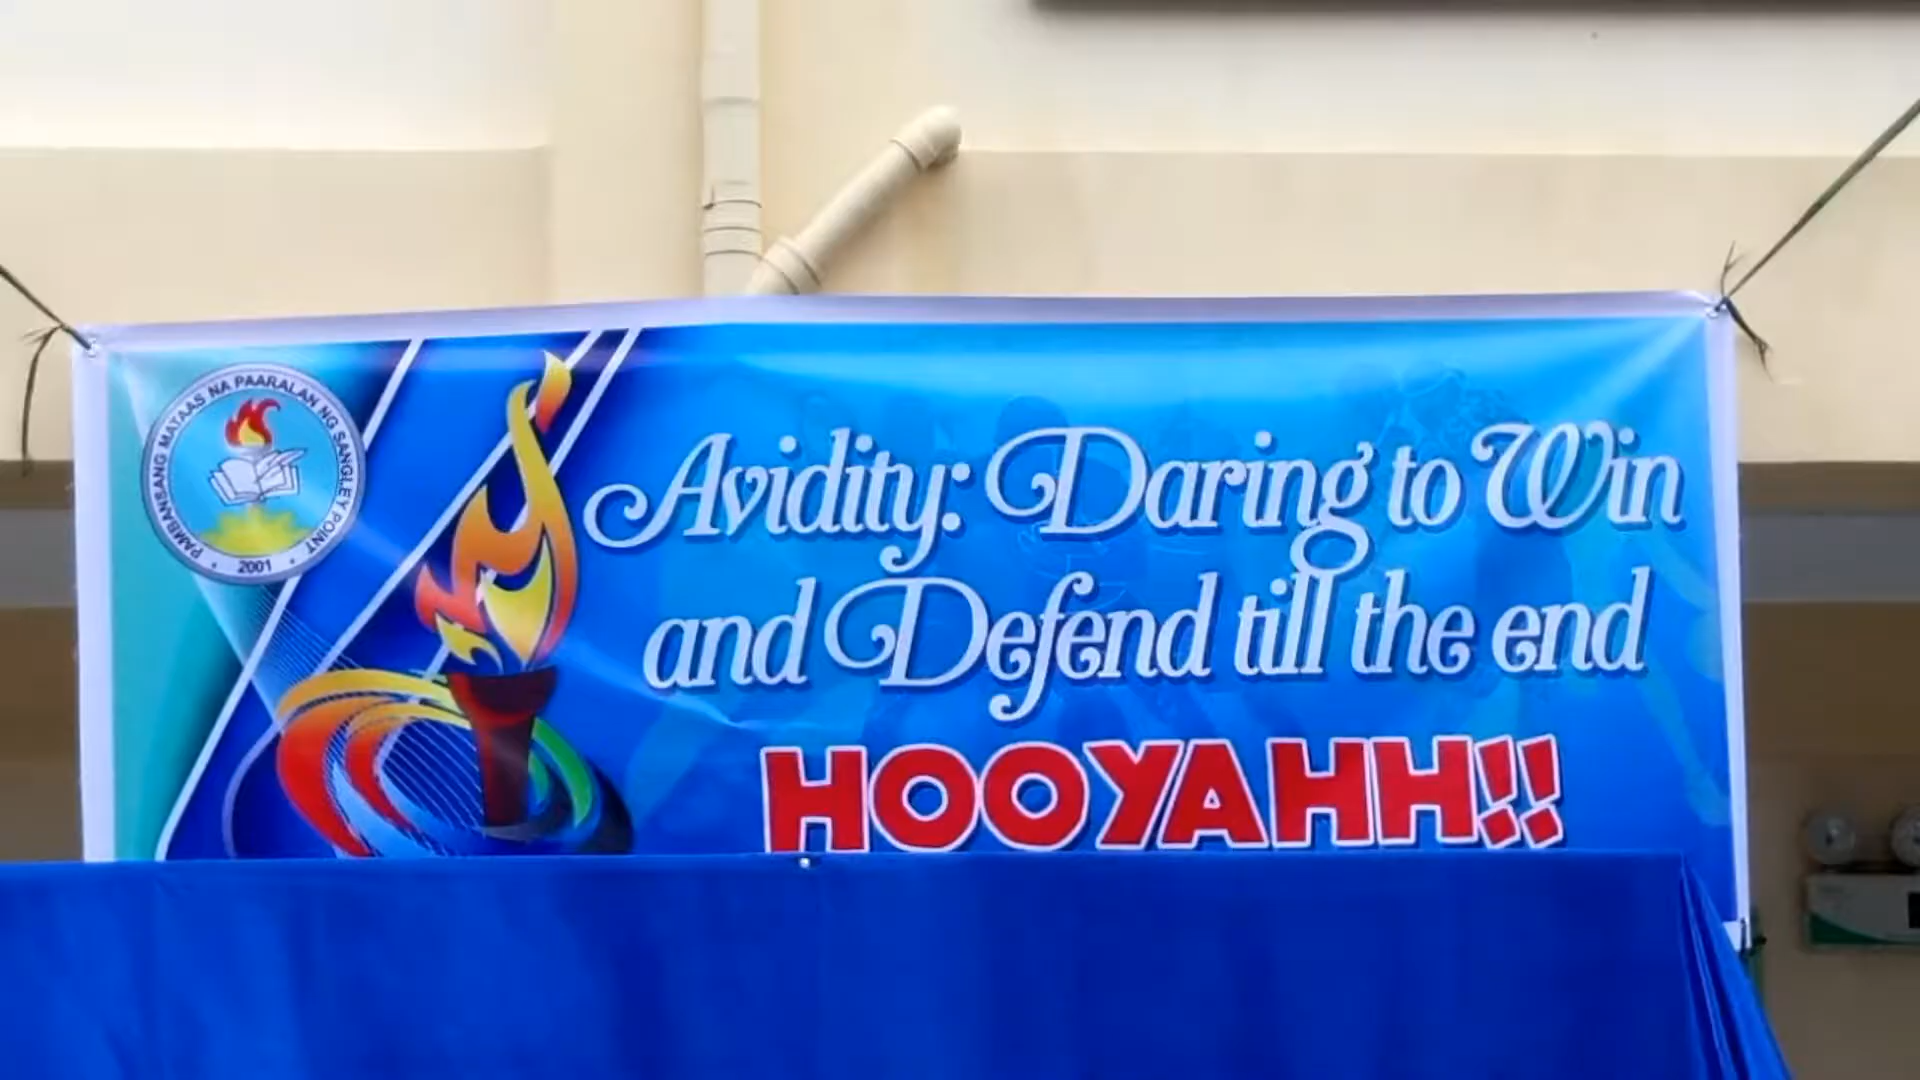 PAMBANSANG MATAAS NA PAARALAN NG SANGLEY POINT
2001
Avidity: Daring to Win
and Defend till the end
HOOYAHH!!